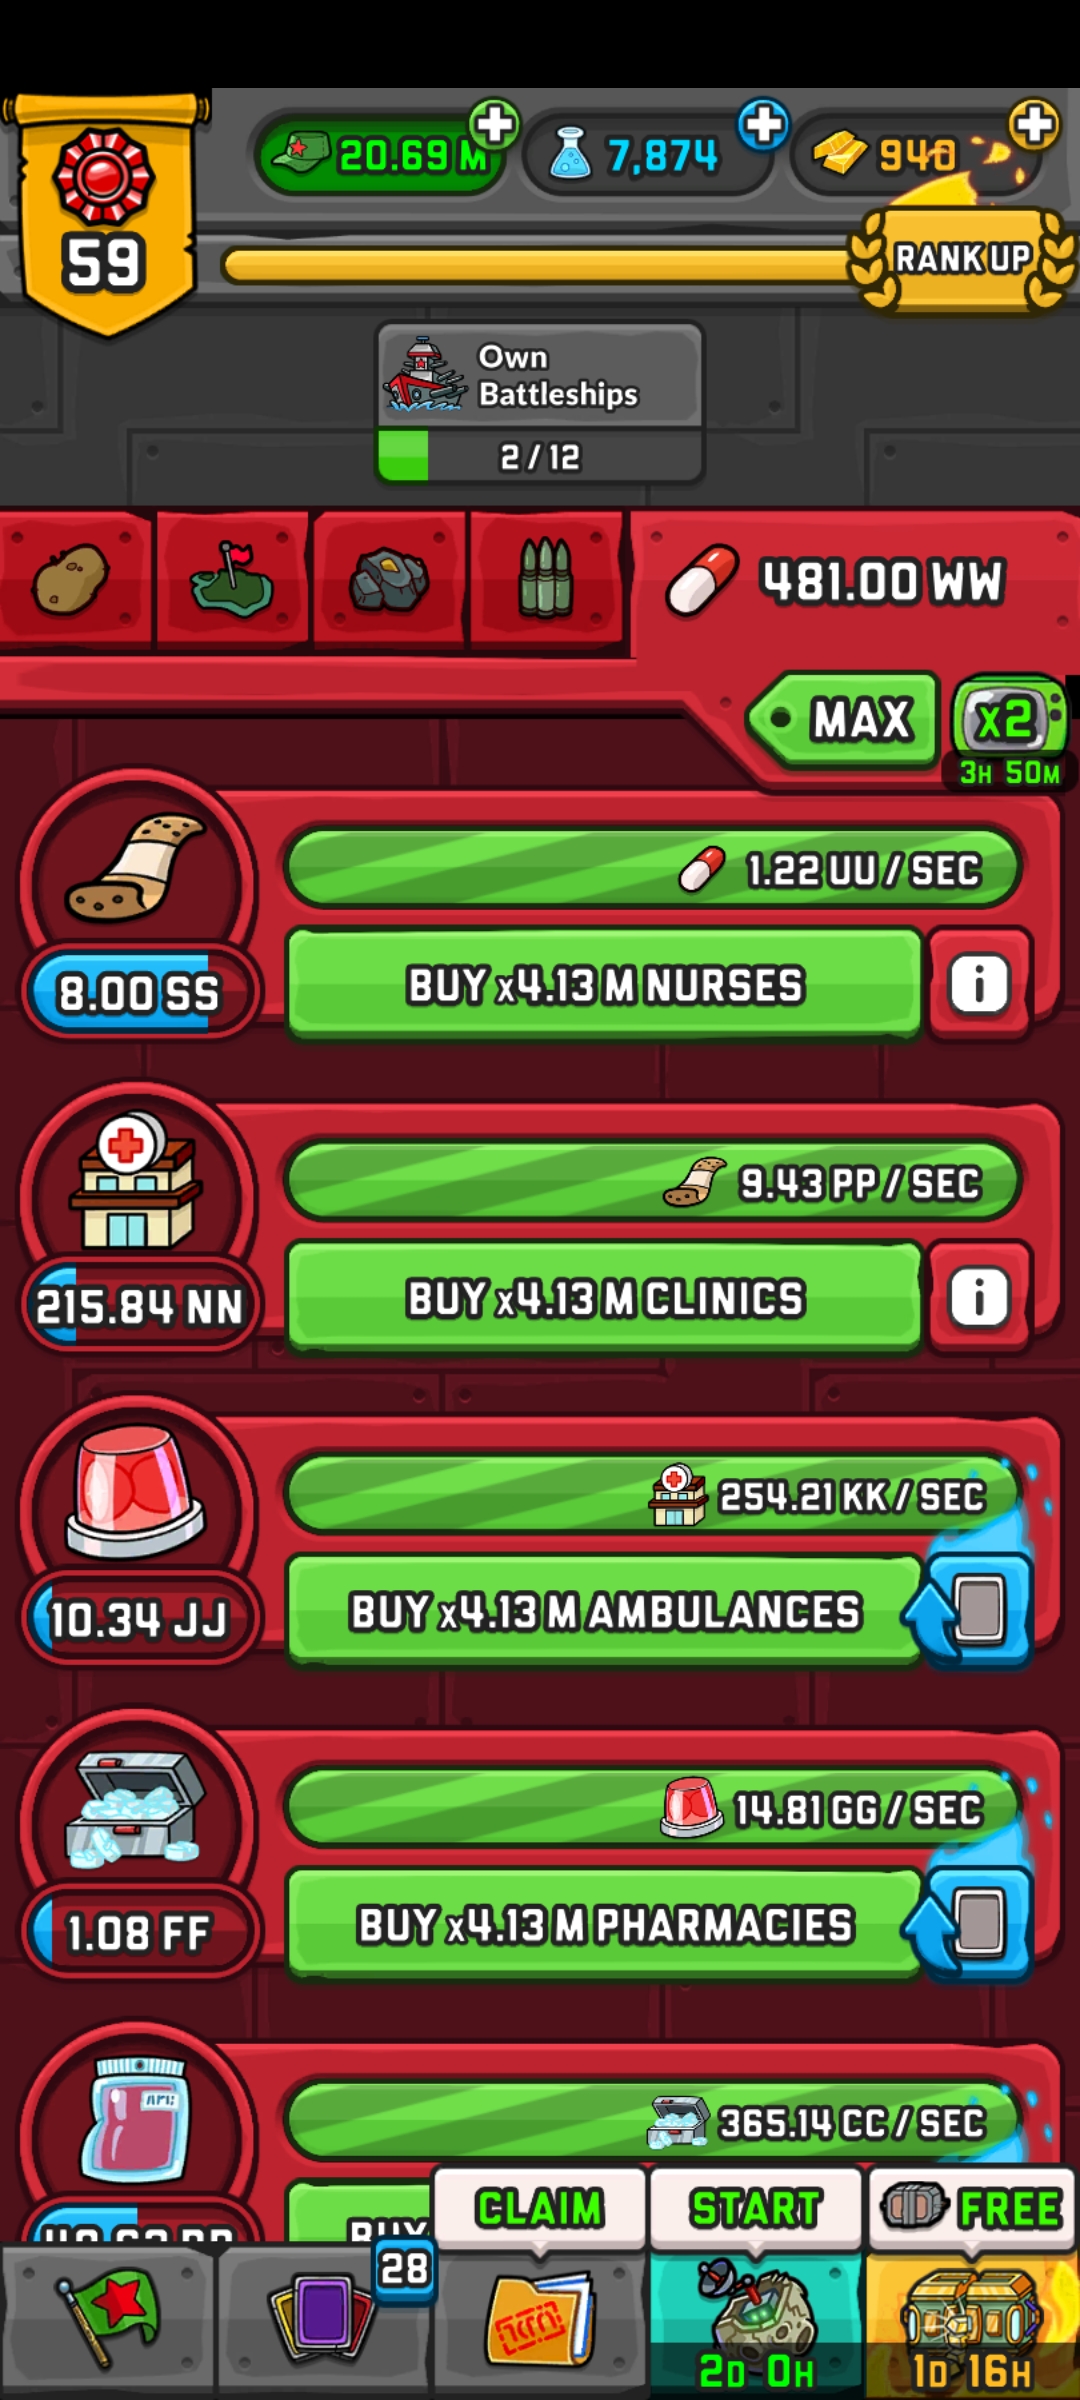 20.69 M
7,874
940
59
RANK UP
Own
Battleships
2 / 12
481.00 WW
MAX
x2
3H 50M
1.22 UU / SEC
8.00 SS
BUY x4.13 M NURSES
i
9.43 PP / SEC
215.84 NN
BUY x4.13 M CLINICS
i
254.21 KK / SEC
10.34 JJ
BUY x4.13 M AMBULANCES
14.81 GG / SEC
1.08 FF
BUY x4.13 M PHARMACIES
365.14 CC / SEC
BUY
CLAIM
START
FREE
28
2D 0H
1D 16H